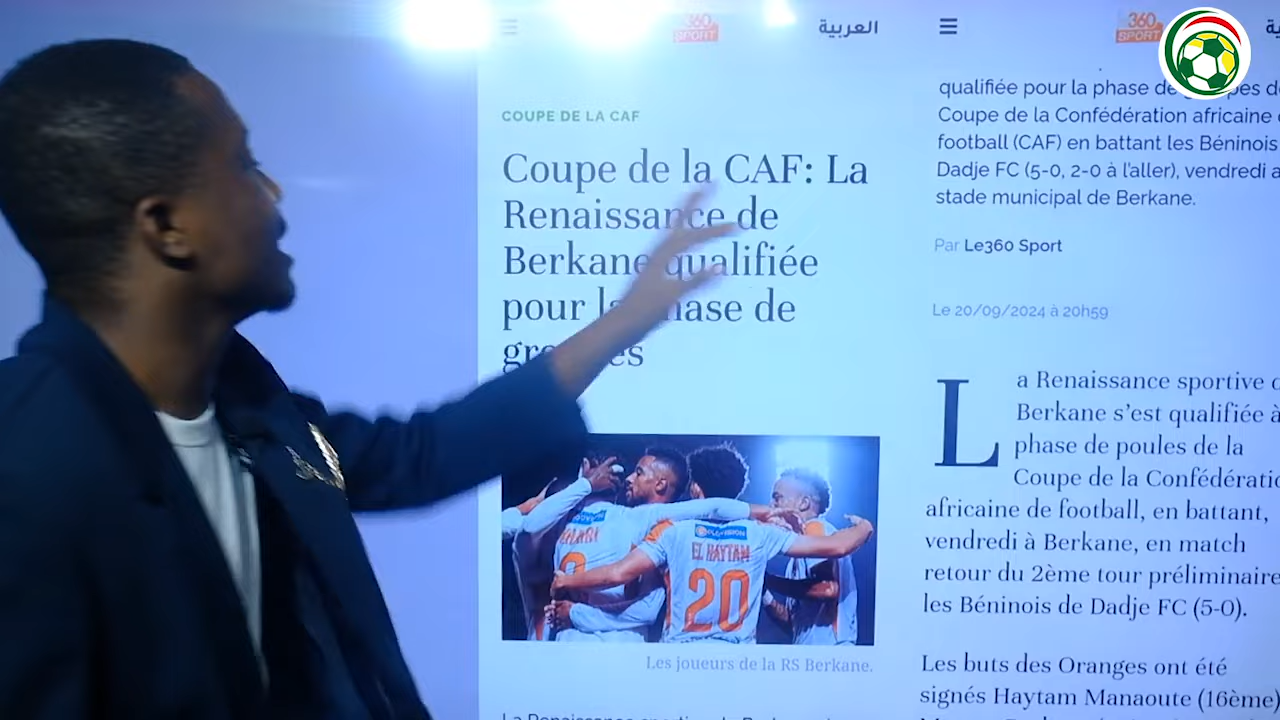 360
SPORT
العربية
COUPE DE LA CAF
Coupe de la CAF: La
Renaissance de
Berkane qualifiée
pour
de
Les joueurs de la RS Berkane.
EL HAYTAM
20
360
SPORT
qualifiée pour la phase de
Coupe de la Confédération africaine
football (CAF) en battant les Béninois
Dadje FC (5-0, 2-0 à l'aller), vendredi
stade municipal de Berkane.
Par Le360 Sport
Le 20/09/2024 à 20h59
La Renaissance sportive
Berkane s'est qualifiée à
phase de poules de la
Coupe de la
africaine de football, en battant,
vendredi à Berkane, en match
retour du 2ème tour préliminaire
les Béninois de Dadje FC (5-0).
Les buts des Oranges ont été
signés Haytam Manaoute (16ème)